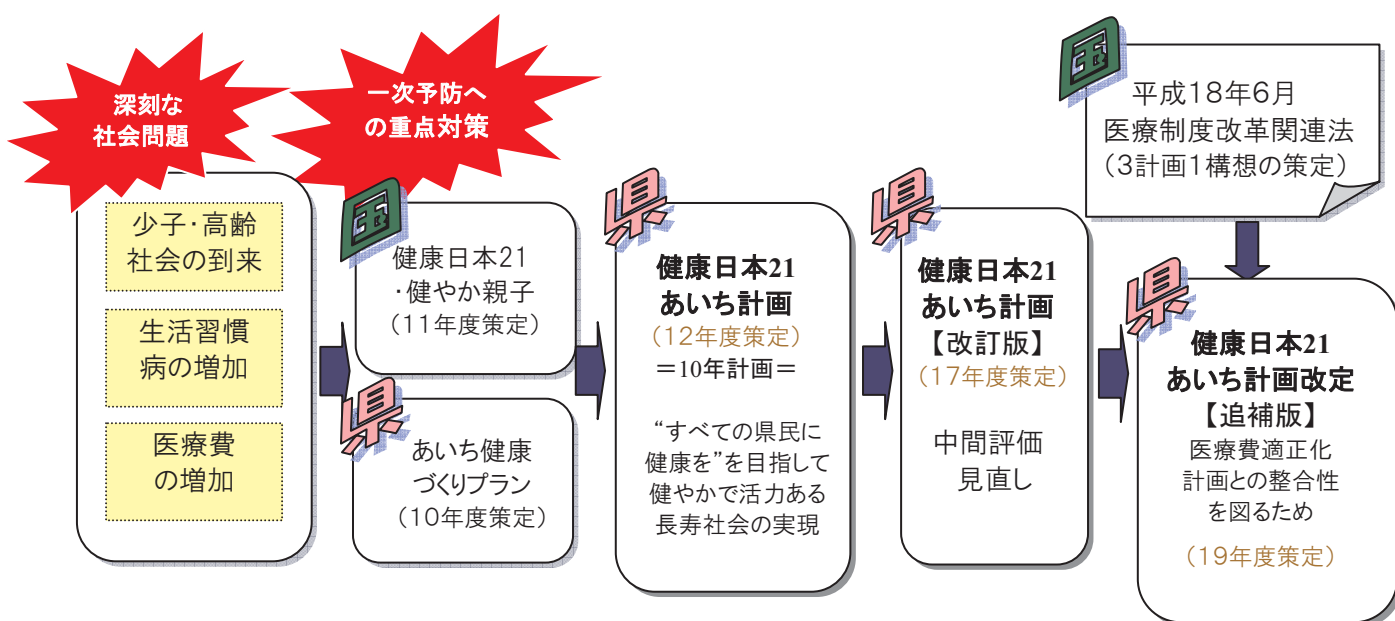 深刻な
社会問題
少子・高齢
社会の到来
生活習慣
病の増加
医療費
の増加
一次予防へ
の重点対策
国
健康日本21
・健やか親子
(11年度策定)
県
あいち健康
づくりプラン
(10年度策定)
県
健康日本21
あいち計画
(12年度策定)
=10年計画=
“すべての県民に
健康を”を目指して
健やかで活力ある
長寿社会の実現
県
健康日本21
あいち計画
【改訂版】
(17年度策定)
中間評価
見直し
国
平成18年6月
医療制度改革関連法
(3計画1構想の策定)
県
健康日本21
あいち計画改定
【追補版】
医療費適正化
計画との整合性
を図るため
(19年度策定)